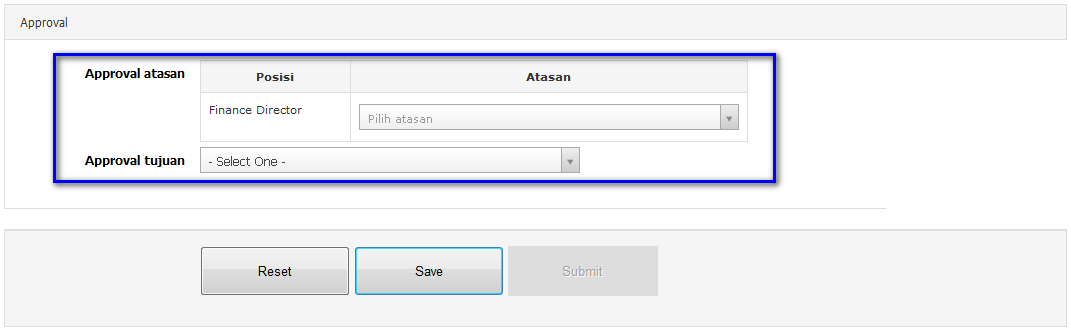 Approval
Approval atasan Posisi Atasan
Finance Director Pilih atasan
Approval tujuan - Select One -
Reset Save Submit